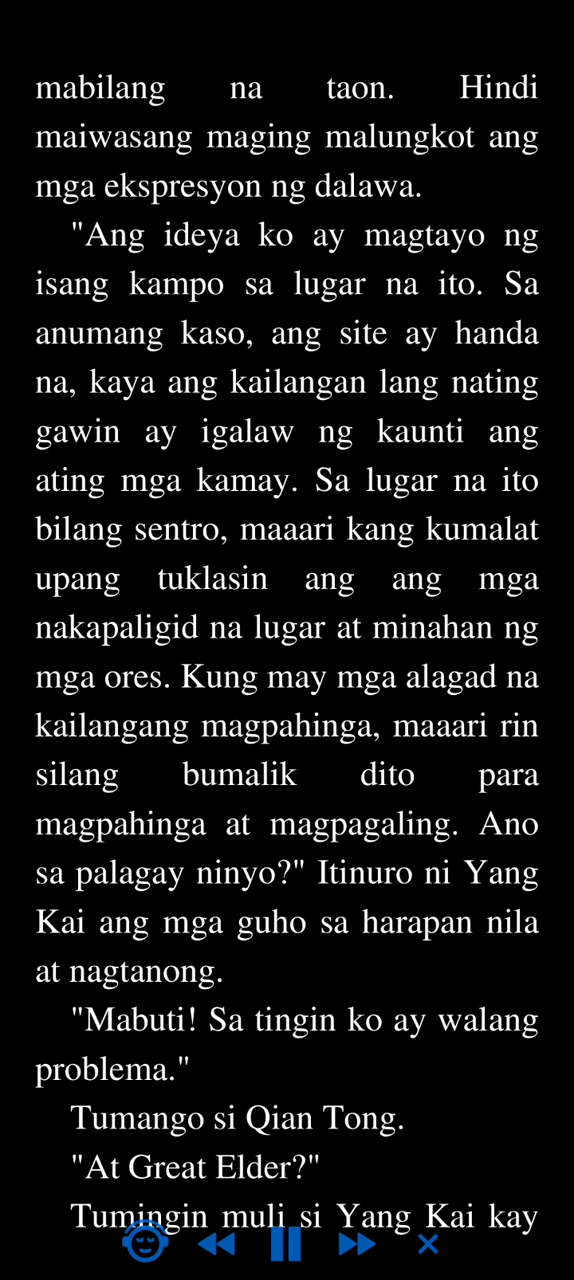 mabilang na taon. Hindi
maiwasang maging malungkot ang
mga ekspresyon ng dalawa.
"Ang ideya ko ay magtayo ng
isang kampo sa lugar na ito. Sa
anumang kaso, ang site ay handa
na, kaya ang kailangan lang nating
gawin ay igalaw ng kaunti ang
ating mga kamay. Sa lugar na ito
bilang sentro, maaari kang kumalat
upang tuklasin ang ang mga
nakapaligid na lugar at minahan ng
mga ores. Kung may mga alagad na
kailangang magpahinga, maaari rin
silang bumalik dito para
magpahinga at magpagaling. Ano
sa palagay ninyo?" Itinuro ni Yang
Kai ang mga guho sa harapan nila
at nagtanong.
"Mabuti! Sa tingin ko ay walang
problema."
Tumango si Qian Tong.
"At Great Elder?"
Tumingin muli si Yang Kai kay